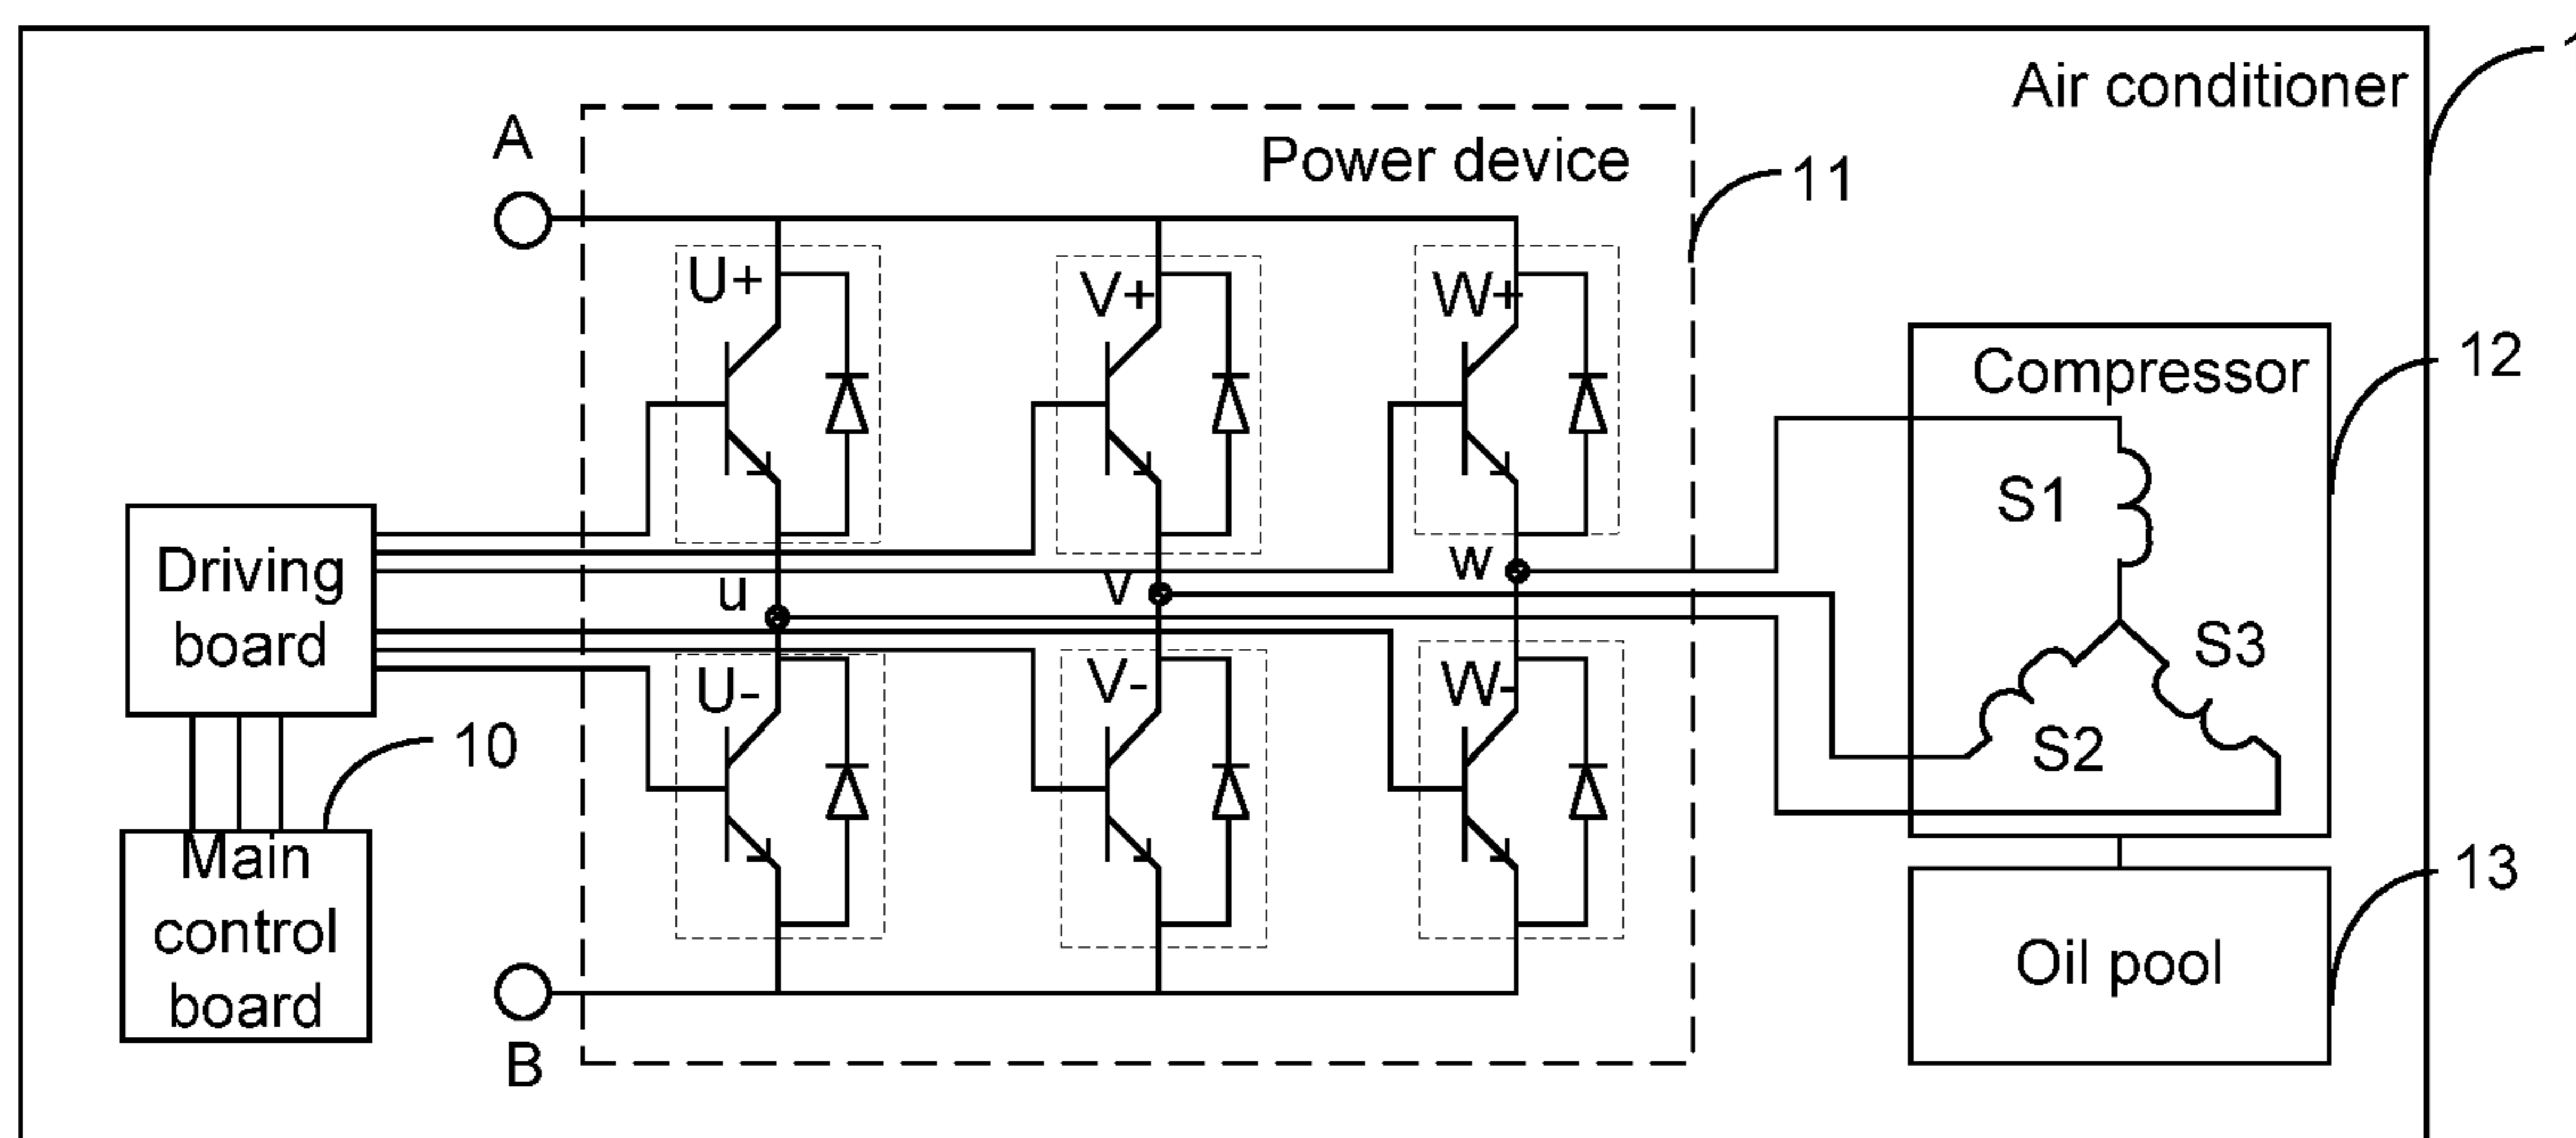 Air conditioner
A
Power device
11
U+
V+
W+
12
Compressor
S1
Driving
board
u
v
w
S3
U-
V-
W-
S2
10
Main
control
board
13
Oil pool
B